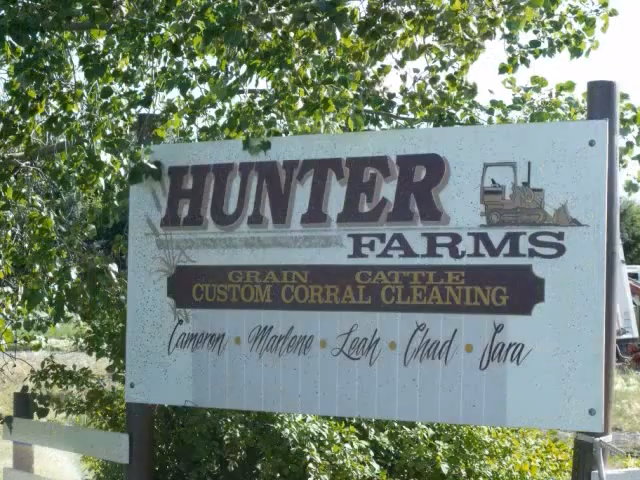 HUNTER
FARMS
GRAIN CATTLE
CUSTOM CORRAL CLEANING
Cameron • Marlene • Leah • Chad • Sara